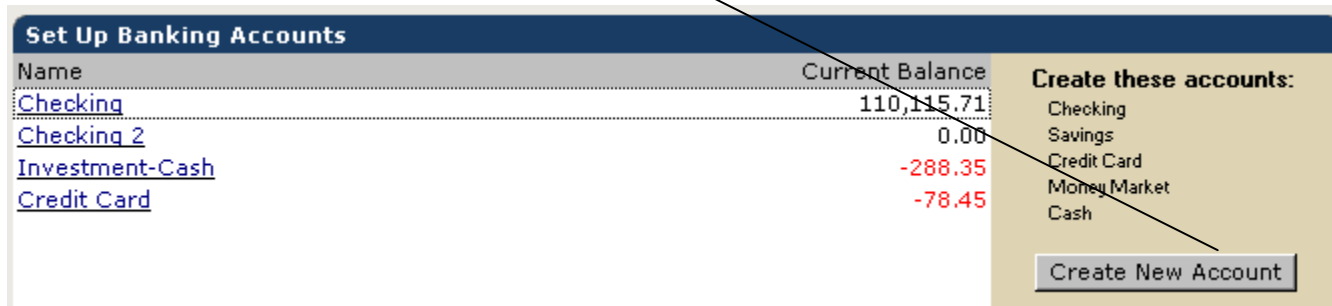 Set Up Banking Accounts
Name Current Balance
Checking 110,115.71
Checking 2 0.00
Investment-Cash -288.35
Credit Card -78.45
Create these accounts:
Checking
Savings
Credit Card
Money Market
Cash
Create New Account